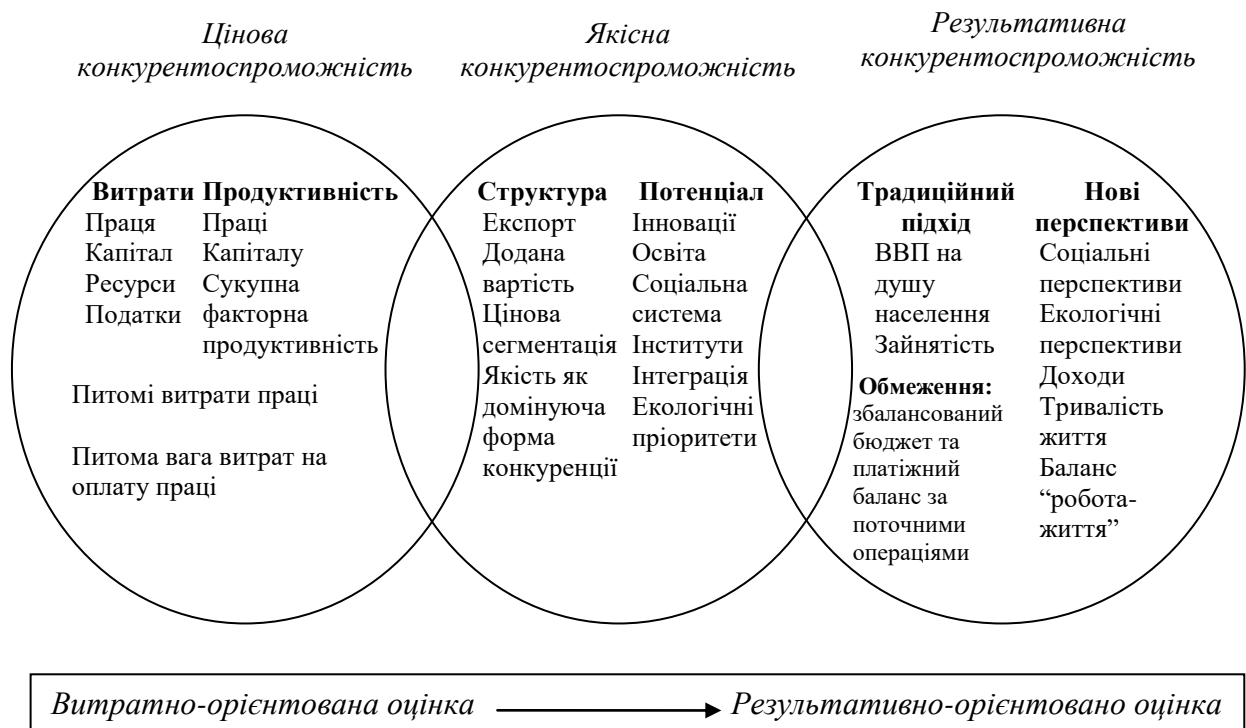 Цінова
конкурентоспроможність
Якісна
конкурентоспроможність
Результативна
конкурентоспроможність
Витрати
Праця
Капітал
Ресурси
Податки
Продуктивність
Праці
Капіталу
Сукупна
факторна
продуктивність
Питомі витрати праці
Питома вага витрат на
оплату праці
Структура
Експорт
Додана
вартість
Цінова
сегментація
Якість як
домінуюча
форма
конкуренції
Потенціал
Інновації
Освіта
Соціальна
система
Інститути
Інтеграція
Екологічні
пріоритети
Традиційний
підхід
ВВП на
душу
населення
Зайнятість
Обмеження:
збалансований
бюджет та
платіжний
баланс за
поточними
операціями
Нові
перспективи
Соціальні
перспективи
Екологічні
перспективи
Доходи
Тривалість
життя
Баланс
“робота-
життя”
Витратно-орієнтована оцінка
Результативно-орієнтовано оцінка